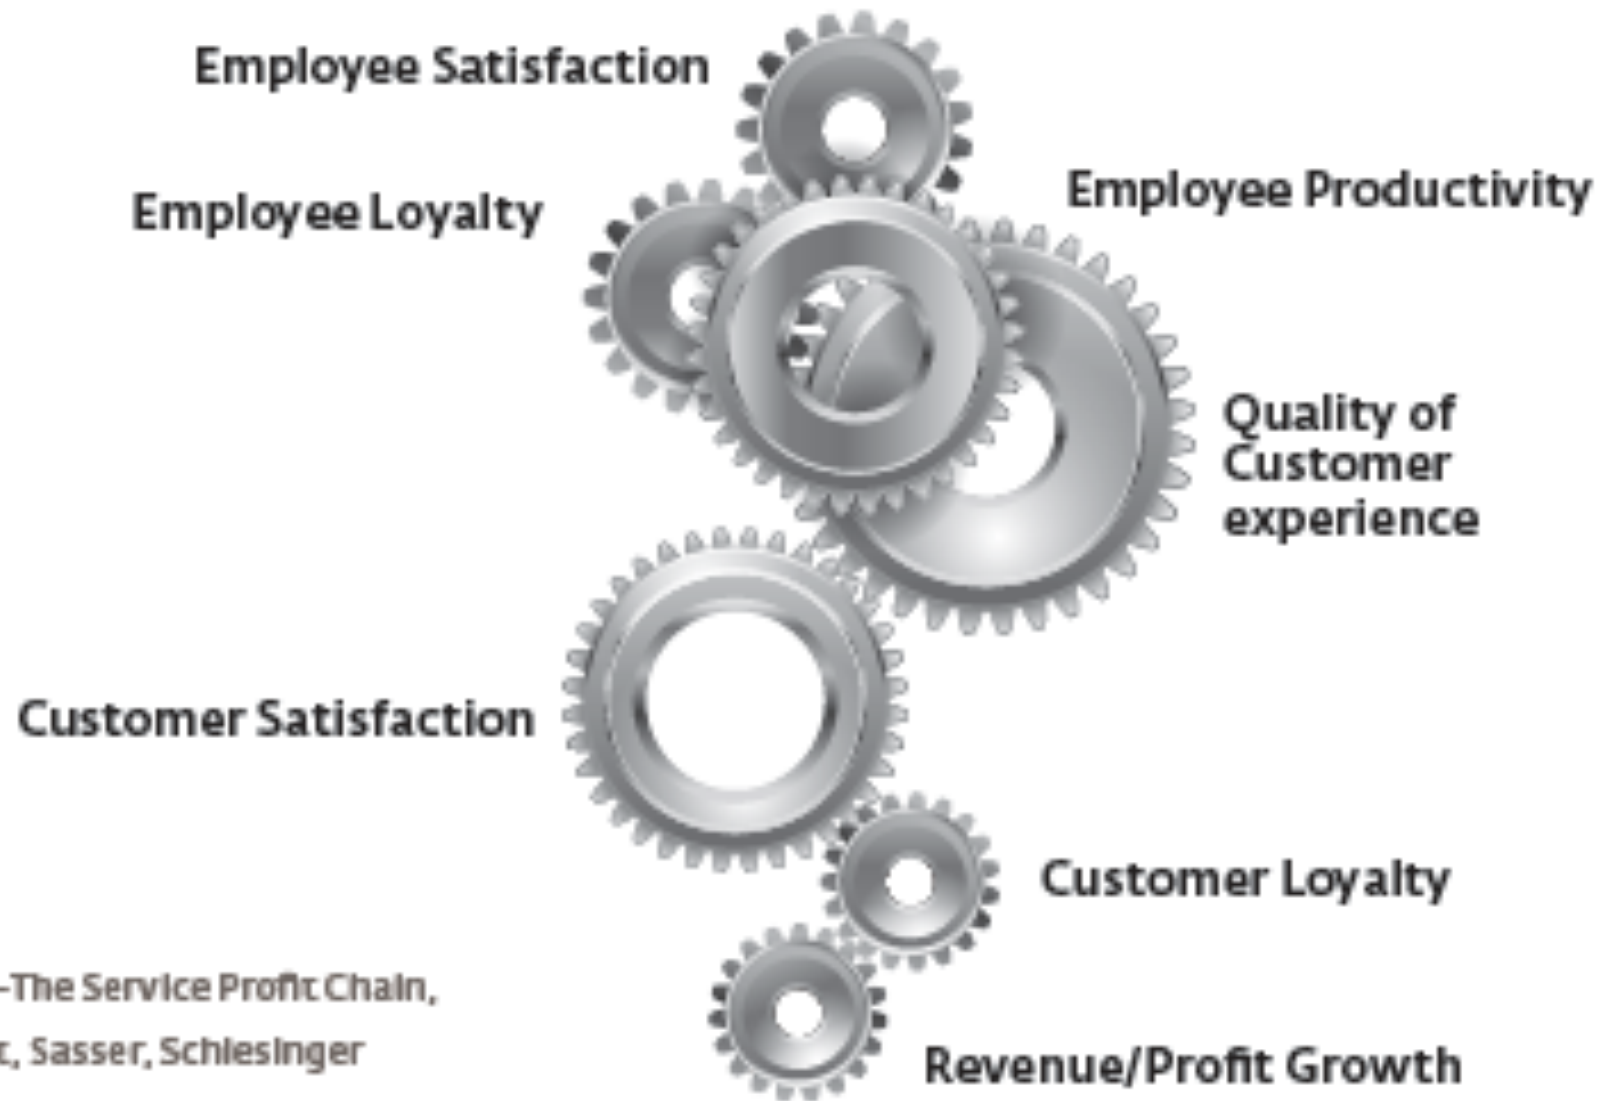 Employee Satisfaction
Employee Productivity
Employee Loyalty
Quality of
Customer
experience
Customer Satisfaction
Customer Loyalty
-The Service Profit Chain,
Sasser, Schlesinger
Revenue/Profit Growth